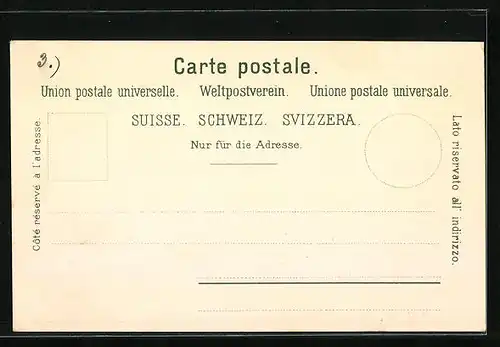 3.)
Carte postale.
Union postale universelle. Weltpostverein. Unione postale universale.
SUISSE. SCHWEIZ. SVIZZERA.
Nur für die Adresse.
Côté réservé à l'adresse.
Lato riservato all' indirizzo.